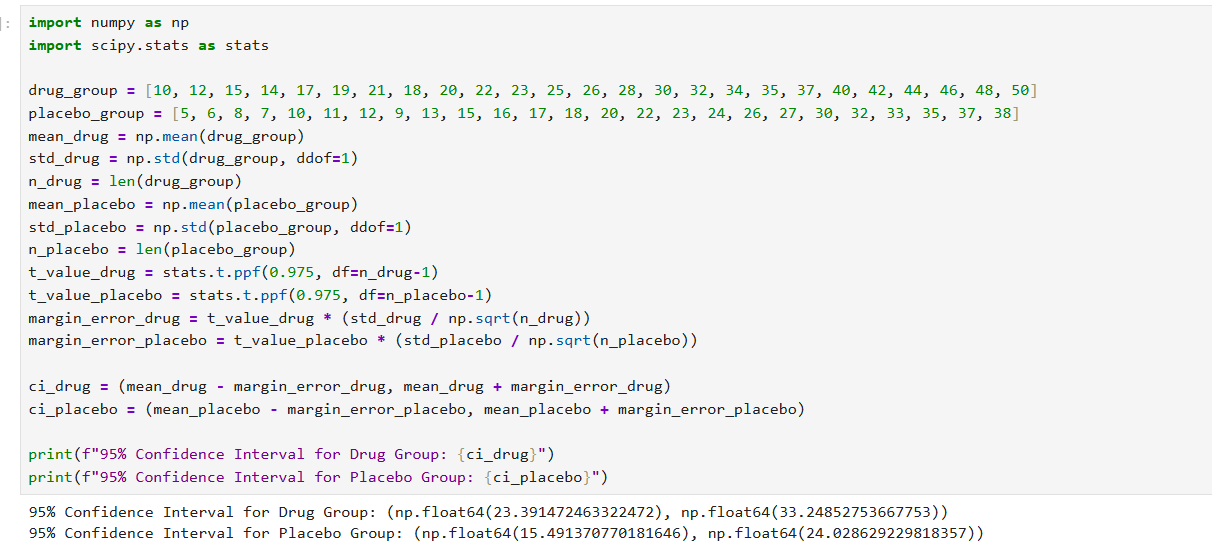 ]:
import numpy as np
import scipy.stats as stats
drug_group = [10, 12, 15, 14, 17, 19, 21, 18, 20, 22, 23, 25, 26, 28, 30, 32, 34, 35, 37, 40, 42, 44, 46, 48, 50]
placebo_group = [5, 6, 8, 7, 10, 11, 12, 9, 13, 15, 16, 17, 18, 20, 22, 23, 24, 26, 27, 30, 32, 33, 35, 37, 38]
mean_drug = np.mean(drug_group)
std_drug = np.std(drug_group, ddof=1)
n_drug = len(drug_group)
mean_placebo = np.mean(placebo_group)
std_placebo = np.std(placebo_group, ddof=1)
n_placebo = len(placebo_group)
t_value_drug = stats.t.ppf(0.975, df=n_drug-1)
t_value_placebo = stats.t.ppf(0.975, df=n_placebo-1)
margin_error_drug = t_value_drug * (std_drug / np.sqrt(n_drug))
margin_error_placebo = t_value_placebo * (std_placebo / np.sqrt(n_placebo))
ci_drug = (mean_drug - margin_error_drug, mean_drug + margin_error_drug)
ci_placebo = (mean_placebo - margin_error_placebo, mean_placebo + margin_error_placebo)
print(f"95% Confidence Interval for Drug Group: {ci_drug}")
print(f"95% Confidence Interval for Placebo Group: {ci_placebo}")
95% Confidence Interval for Drug Group: (np.float64(23.391472463322472), np.float64(33.24852753667753))
95% Confidence Interval for Placebo Group: (np.float64(15.491370770181646), np.float64(24.028629229818357))